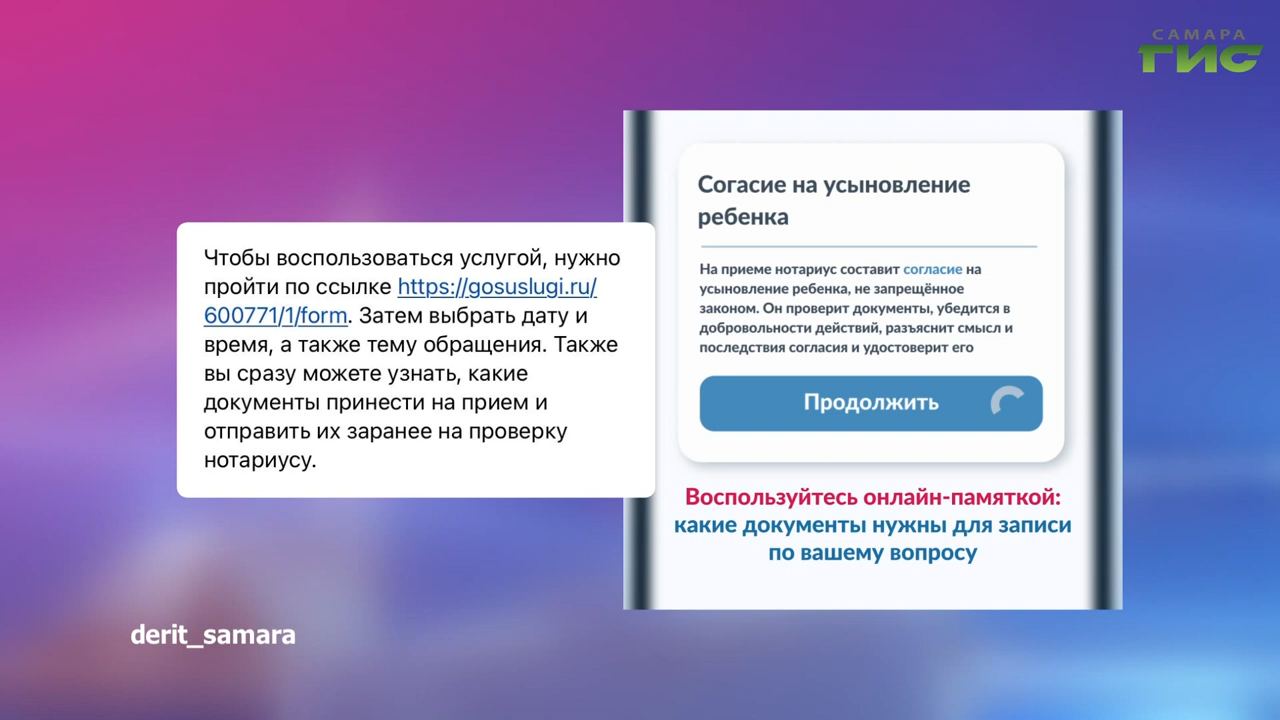 САМАРА
ГИС
Чтобы воспользоваться услугой, нужно
пройти по ссылке https://gosuslugi.ru/
600771/1/form. Затем выбрать дату и
время, а также тему обращения. Также
вы сразу можете узнать, какие
документы принести на прием и
отправить их заранее на проверку
нотариусу.
Согасие на усыновление
ребенка
На приеме нотариус составит согласие на
усыновление ребенка, не запрещённое
законом. Он проверит документы, убедится в
добровольности действий, разъяснит смысл и
последствия согласия и удостоверит его
Продолжить
Воспользуйтесь онлайн-памяткой:
какие документы нужны для записи
по вашему вопросу
derit_samara